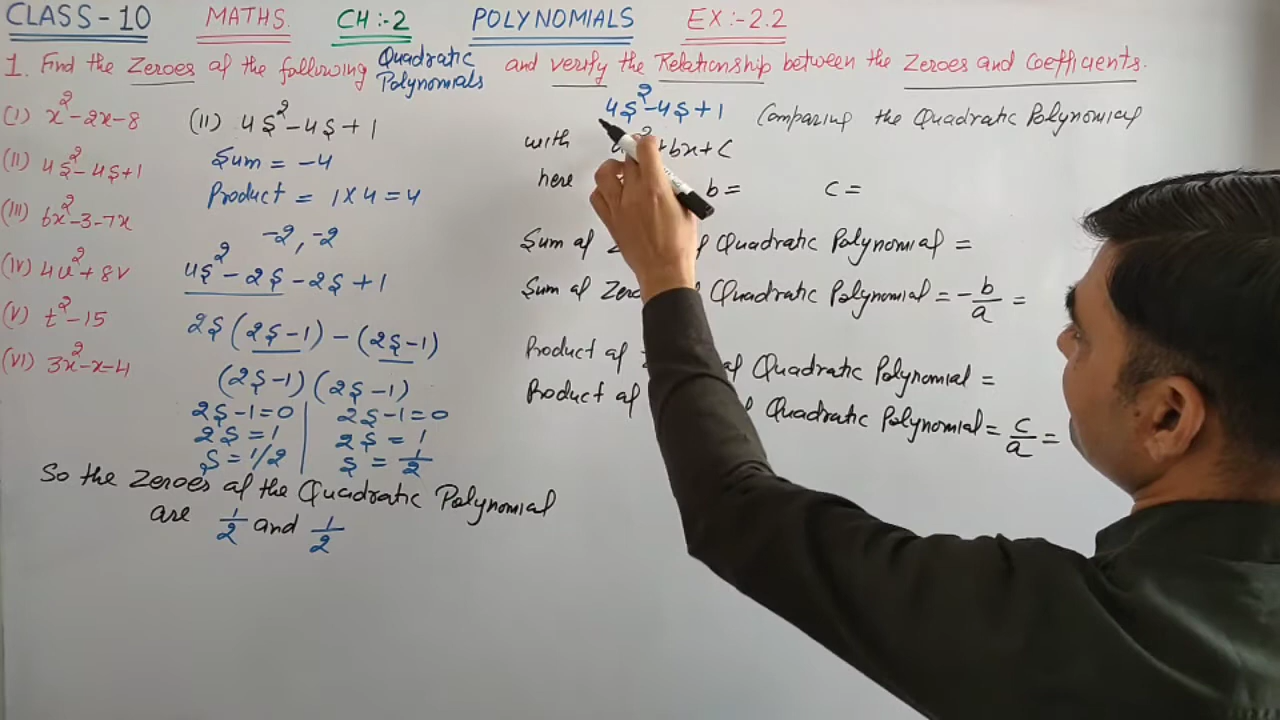 CLASS-10 MATHS. CH:-2 POLYNOMIALS EX:-2.2
1. Find the Zeroes of the following Quadratic Polynomials and verify the Relationship between the Zeroes and Coefficients.
(I) x²-2x-8
(II) 4s²-4s+1
(III) 6x²-3-7x
(IV) 4u²+8v
(V) t²-15
(VI) 3x²-x-4
(II) 4s²-4s+1
Sum = -4
Product = 1×4=4
-2,-2
4s²-2s-2s+1
2s(2s-1)-(2s-1)
(2s-1)(2s-1)
2s-1=0 | 2s-1=0
2s=1 | 2s=1
s=1/2 | s=1/2
So the Zeroes of the Quadratic Polynomial
are 1/2 and 1/2
4s²-4s+1 Comparing the Quadratic Polynomial
with +bx+c
here b= c=
Sum of Quadratic Polynomial =
Sum of Quadratic Polynomial = -b/a =
Product of of Quadratic Polynomial =
Product of Quadratic Polynomial = c/a =